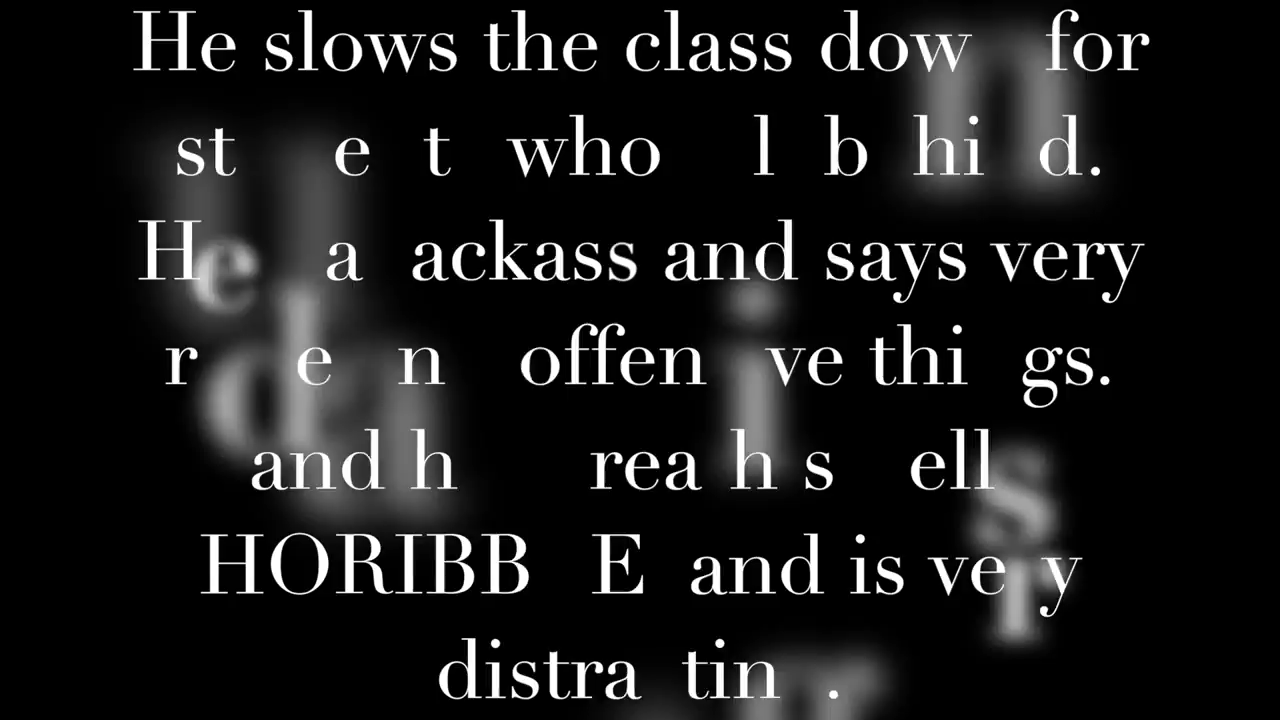 He slows the class dow for
st e t who l b hi d.
H a ackass and says very
r e n offen ve thi gs.
and h rea h s ell
HORIBB E and is ve y
distra tin .